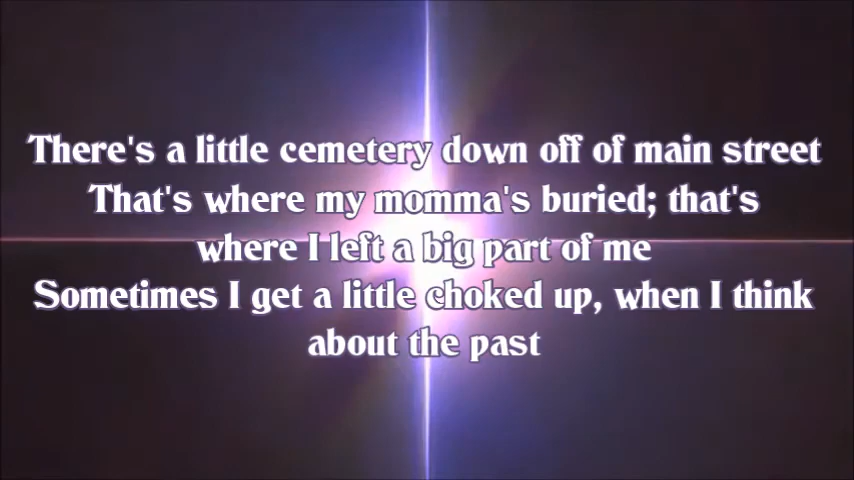 There's a little cemetery down off of main street
That's where my momma's buried; that's
where I left a big part of me
Sometimes I get a little choked up, when I think
about the past